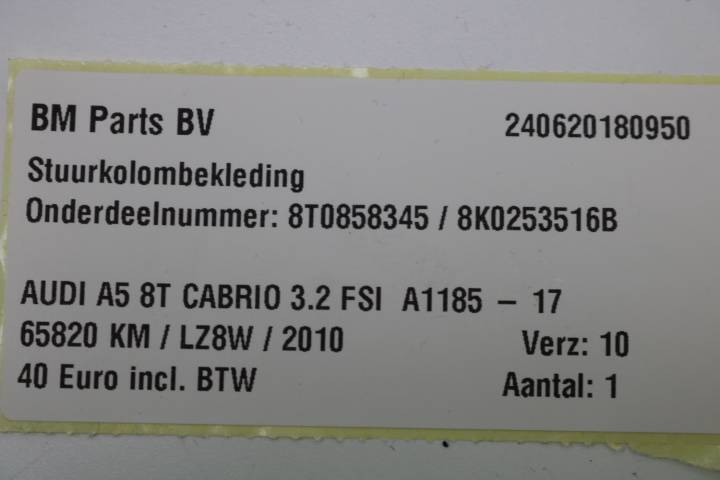 BM Parts BV 240620180950
Stuurkolombekleding
Onderdeelnummer: 8T0858345 / 8K0253516B
AUDI A5 8T CABRIO 3.2 FSI A1185 – 17
65820 KM / LZ8W / 2010 Verz: 10
40 Euro incl. BTW Aantal: 1